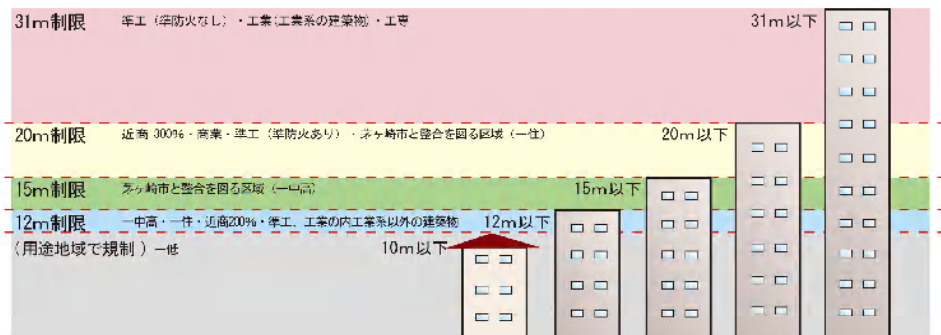 31m制限 準工（準防火なし）・工業(工業系の建築物)・工専 31m以下
20m制限 近商 300%・商業・準工（準防火あり）・茅ヶ崎市と整合を図る区域（一住） 20m以下
15m制限 茅ヶ崎市と整合を図る区域（一中高） 15m以下
12m制限 一中高・一住・近商200%・準工、工業の内工業系以外の建築物 12m以下
(用途地域で規制）一低 10m以下